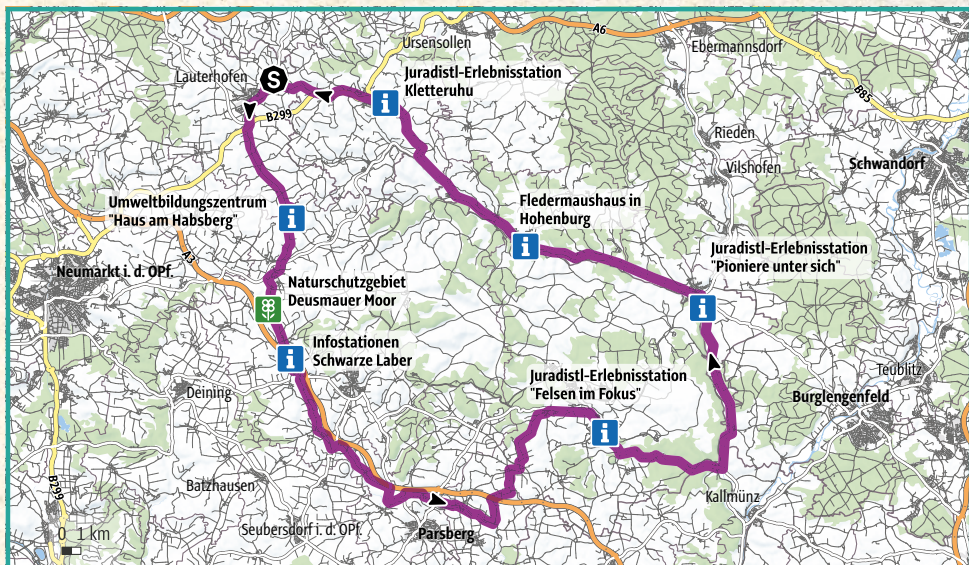 A6
Ursensollen
Ebermannsdorf
Lauterhofen
S
Juradistl-Erlebnisstation
Kletteruhu
B85
B299
Rieden
Schwandorf
Vilshofen
Umweltbildungszentrum
"Haus am Habsberg"
Fledermaushaus in
Hohenburg
Juradistl-Erlebnisstation
"Pioniere unter sich"
A3
Neumarkt i. d. OPf.
Naturschutzgebiet
Deusmauer Moor
Infostationen
Schwarze Laber
Juradistl-Erlebnisstation
"Felsen im Fokus"
Teublitz
Deining
Burglengenfeld
B299
Batzhausen
Kallmünz
Seubersdorf i. d. OPf.
Parsberg
0 1 km
i
i
i
i
i
i